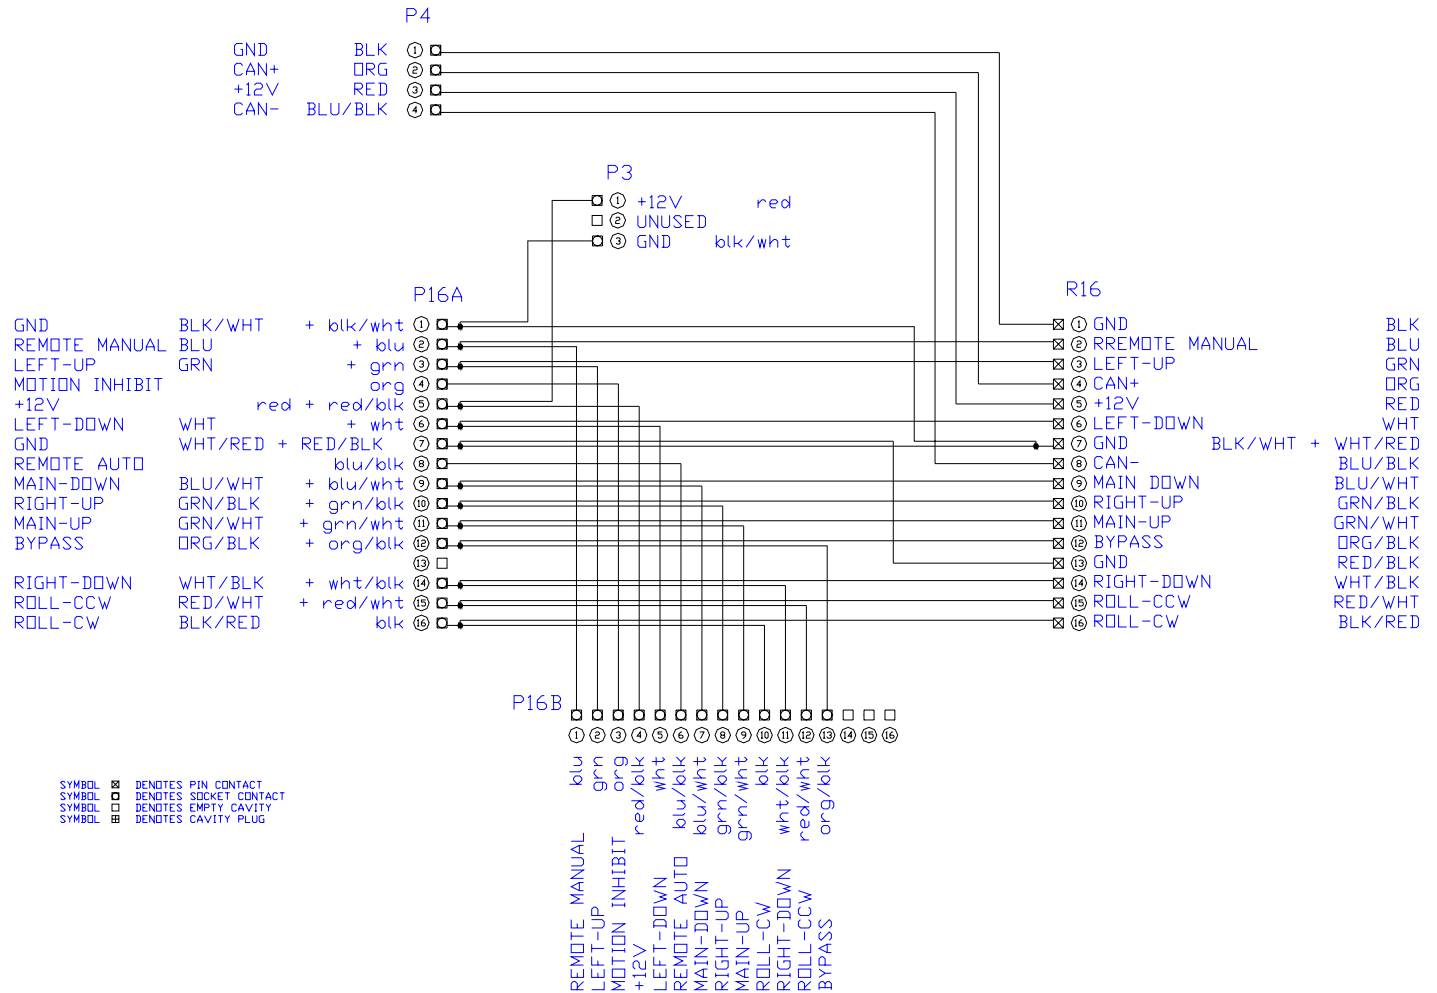 P4
GND BLK 1
CAN+ ORG 2
+12V RED 3
CAN- BLU/BLK 4
P3
1 +12V red
2 UNUSED
3 GND blk/wht
P16A
GND BLK/WHT + blk/wht 1
REMOTE MANUAL BLU + blu 2
LEFT-UP GRN + grn 3
MOTION INHIBIT org 4
+12V red + red/blk 5
LEFT-DOWN WHT + wht 6
GND WHT/RED + RED/BLK 7
REMOTE AUTO blu/blk 8
MAIN-DOWN BLU/WHT + blu/wht 9
RIGHT-UP GRN/BLK + grn/blk 10
MAIN-UP GRN/WHT + grn/wht 11
BYPASS ORG/BLK + org/blk 12
13
RIGHT-DOWN WHT/BLK + wht/blk 14
ROLL-CCW RED/WHT + red/wht 15
ROLL-CW BLK/RED blk 16
R16
1 GND BLK
2 RREMOTE MANUAL BLU
3 LEFT-UP GRN
4 CAN+ ORG
5 +12V RED
6 LEFT-DOWN WHT
7 GND BLK/WHT + WHT/RED
8 CAN- BLU/BLK
9 MAIN DOWN BLU/WHT
10 RIGHT-UP GRN/BLK
11 MAIN-UP GRN/WHT
12 BYPASS ORG/BLK
13 GND RED/BLK
14 RIGHT-DOWN WHT/BLK
15 ROLL-CCW RED/WHT
16 ROLL-CW BLK/RED
P16B
1 2 3 4 5 6 7 8 9 10 11 12 13 14 15 16
REMOTE MANUAL blu
LEFT-UP grn
MOTION INHIBIT org
+12V red/blk
LEFT-DOWN wht
REMOTE AUTO blu/blk
MAIN-DOWN blu/wht
RIGHT-UP grn/blk
MAIN-UP grn/wht
ROLL-CW blk
RIGHT-DOWN wht/blk
ROLL-CCW red/wht
BYPASS org/blk
SYMBOL DENOTES PIN CONTACT
SYMBOL DENOTES SOCKET CONTACT
SYMBOL DENOTES EMPTY CAVITY
SYMBOL DENOTES CAVITY PLUG